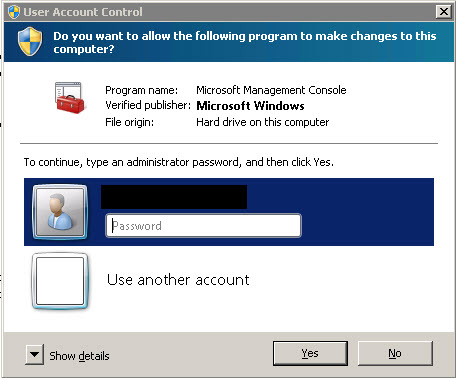 User Account Control
Do you want to allow the following program to make changes to this
computer?
Program name: Microsoft Management Console
Verified publisher: Microsoft Windows
File origin: Hard drive on this computer
To continue, type an administrator password, and then click Yes.
Password
Use another account
Show details
Yes
No